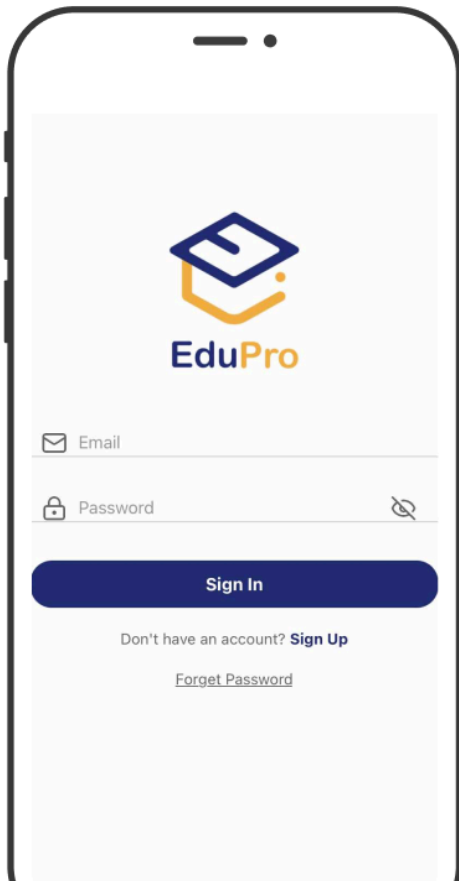 EduPro
Email
Password
Sign In
Don't have an account? Sign Up
Forget Password